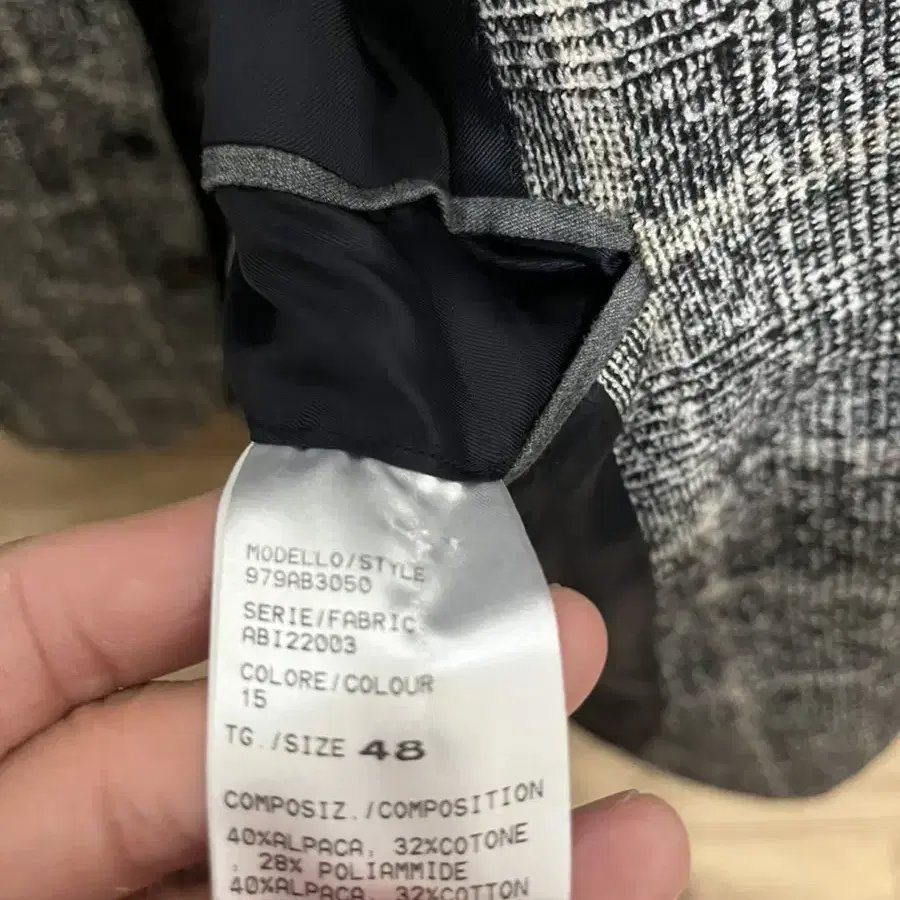 MODELLO/STYLE
979AB3050
SERIE/FABRIC
ABI22003
COLORE/COLOUR
15
TG./SIZE 48
COMPOSIZ./COMPOSITION
40%ALPACA, 32%COTONE
, 28% POLIAMMIDE
40%ALPACA, 32%COTTON